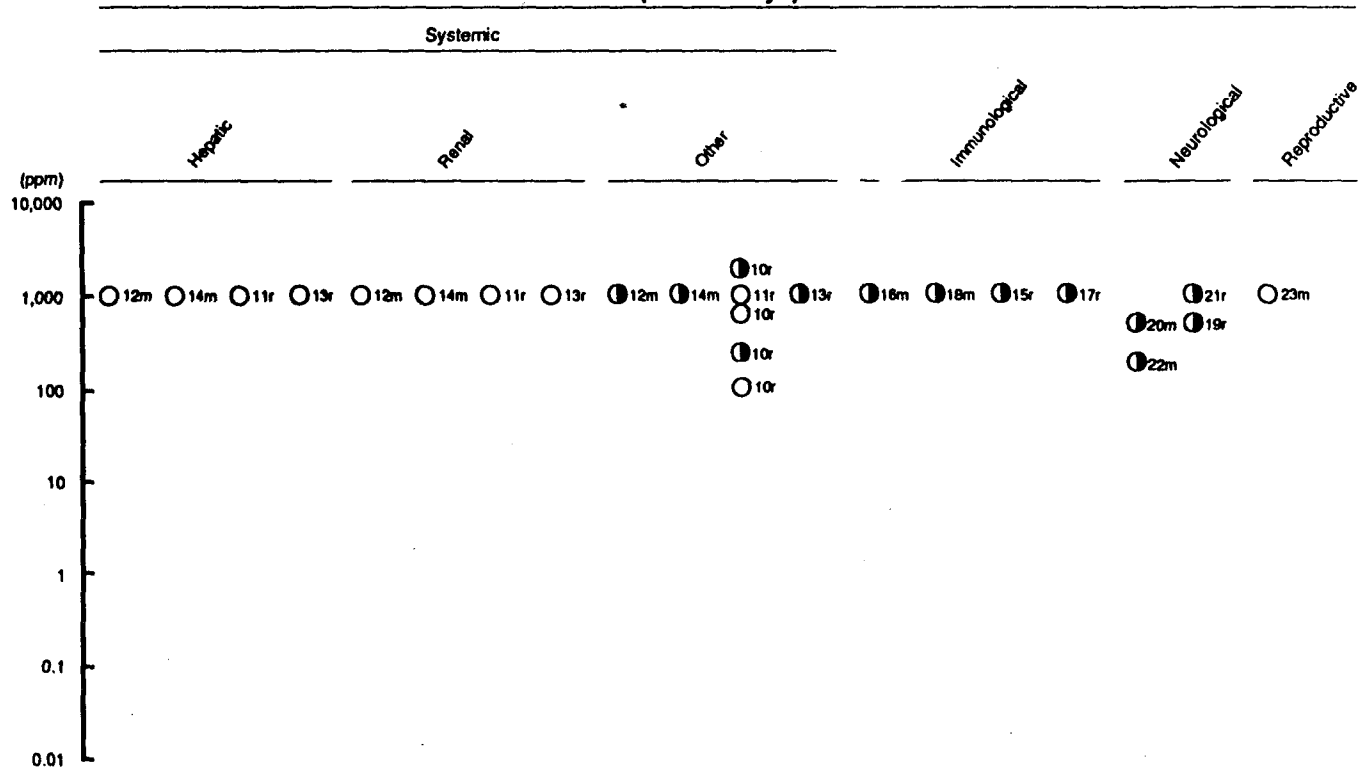 Systemic
Hepatic
Renal
Other
Immunological
Neurological
Reproductive
(ppm)
10,000
10r
1,000
12m 14m 11r 13r 12m 14m 11r 13r 12m 14m 11r 13r 16m 18m 15r 17r 21r 23m
10r
20m 19r
10r
22m
100
10r
10
1
0.1
0.01